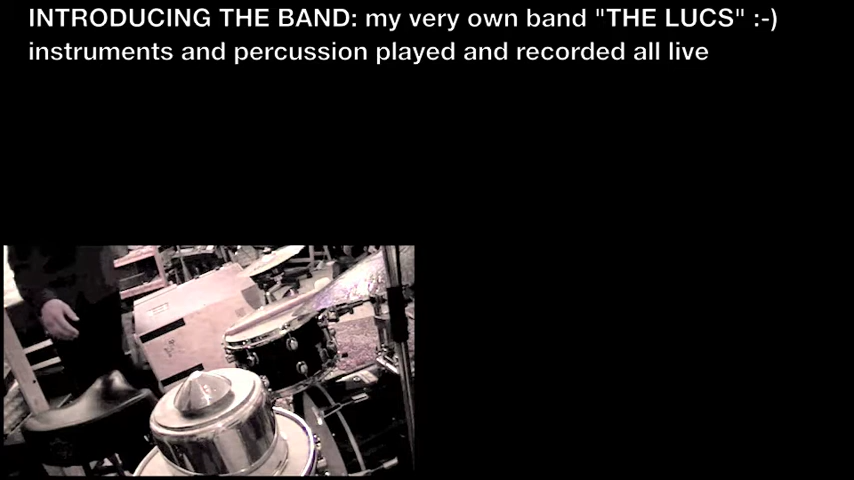 INTRODUCING THE BAND: my very own band "THE LUCS" :-)
instruments and percussion played and recorded all live